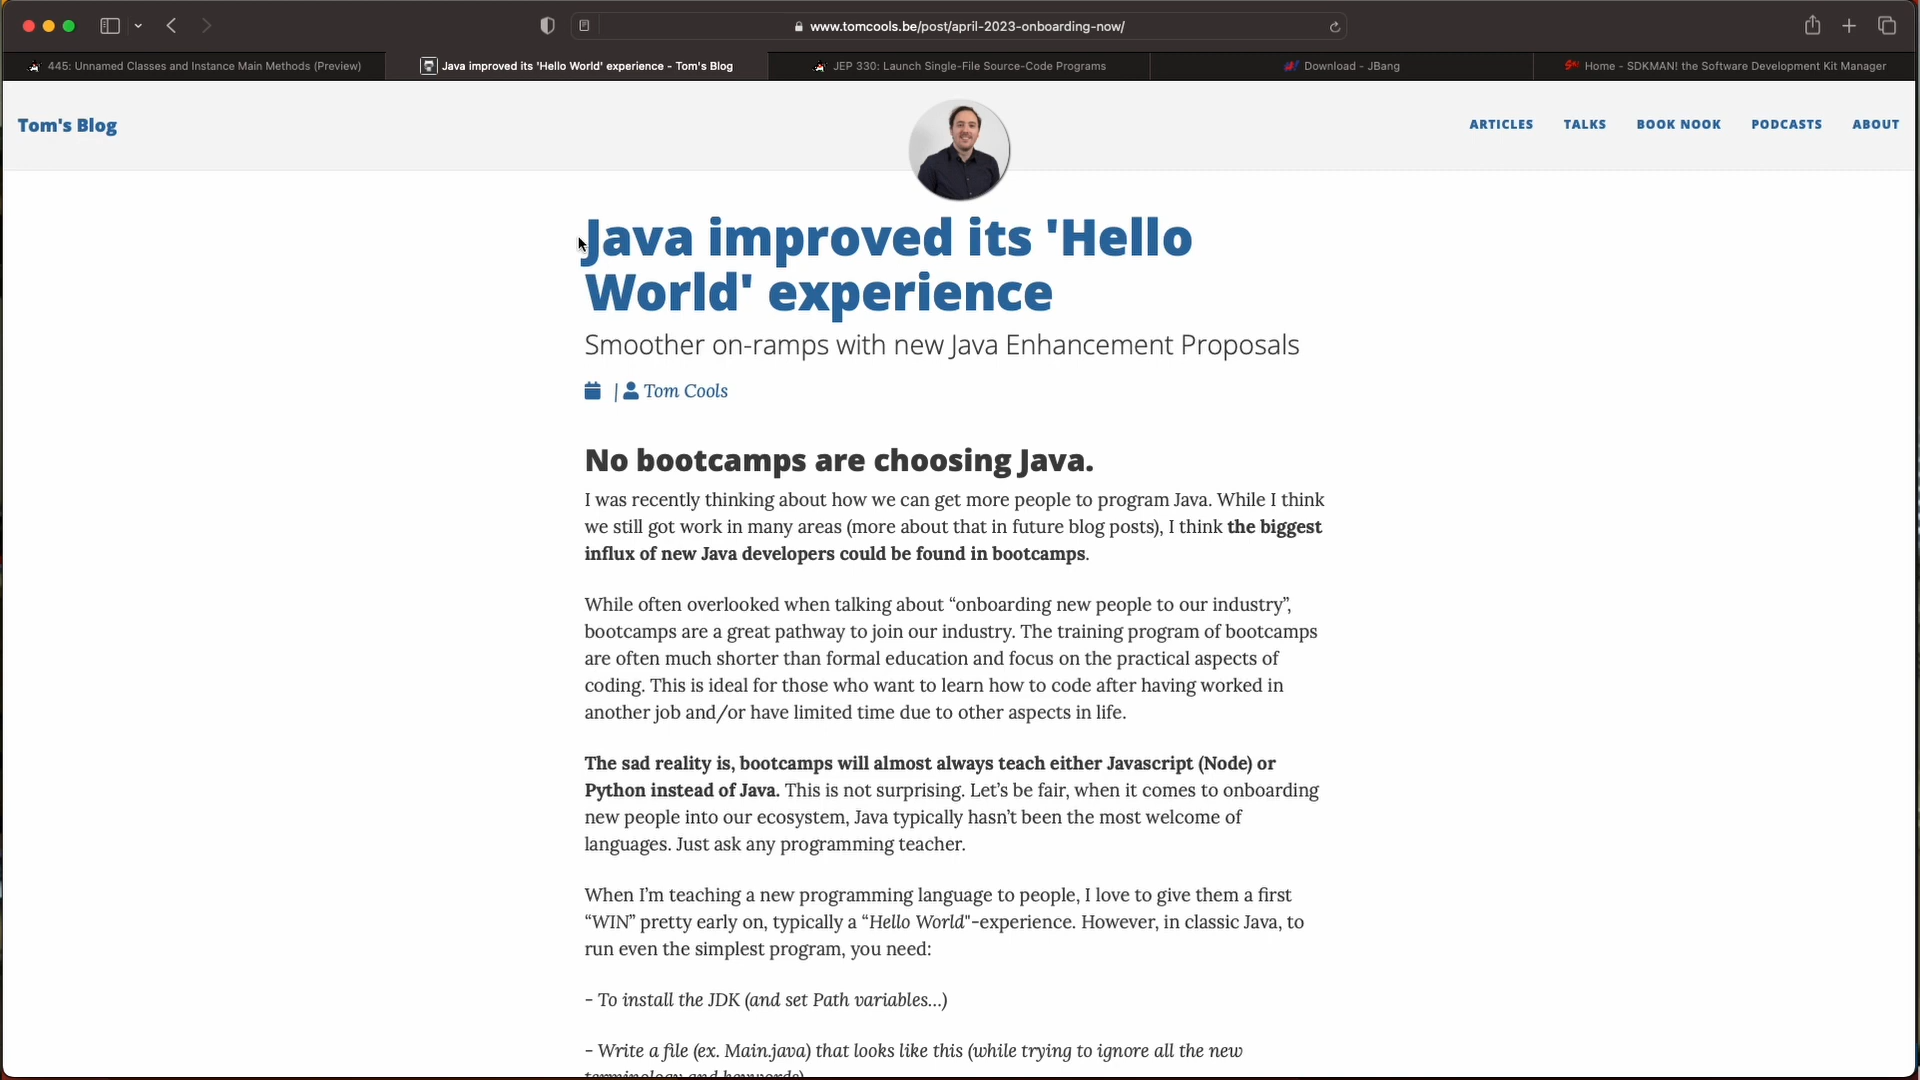 www.tomcools.be/post/april-2023-onboarding-now/
445: Unnamed Classes and Instance Main Methods (Preview)
Java improved its 'Hello World' experience - Tom's Blog
JEP 330: Launch Single-File Source-Code Programs
Download - JBang
Home - SDKMAN! the Software Development Kit Manager
Tom's Blog
ARTICLES TALKS BOOK NOOK PODCASTS ABOUT
Java improved its 'Hello
World' experience
Smoother on-ramps with new Java Enhancement Proposals
| Tom Cools
No bootcamps are choosing Java.
I was recently thinking about how we can get more people to program Java. While I think
we still got work in many areas (more about that in future blog posts), I think the biggest
influx of new Java developers could be found in bootcamps.
While often overlooked when talking about “onboarding new people to our industry”,
bootcamps are a great pathway to join our industry. The training program of bootcamps
are often much shorter than formal education and focus on the practical aspects of
coding. This is ideal for those who want to learn how to code after having worked in
another job and/or have limited time due to other aspects in life.
The sad reality is, bootcamps will almost always teach either Javascript (Node) or
Python instead of Java. This is not surprising. Let’s be fair, when it comes to onboarding
new people into our ecosystem, Java typically hasn’t been the most welcome of
languages. Just ask any programming teacher.
When I’m teaching a new programming language to people, I love to give them a first
“WIN” pretty early on, typically a “Hello World"-experience. However, in classic Java, to
run even the simplest program, you need:
- To install the JDK (and set Path variables…)
- Write a file (ex. Main.java) that looks like this (while trying to ignore all the new
terminology and keywords)